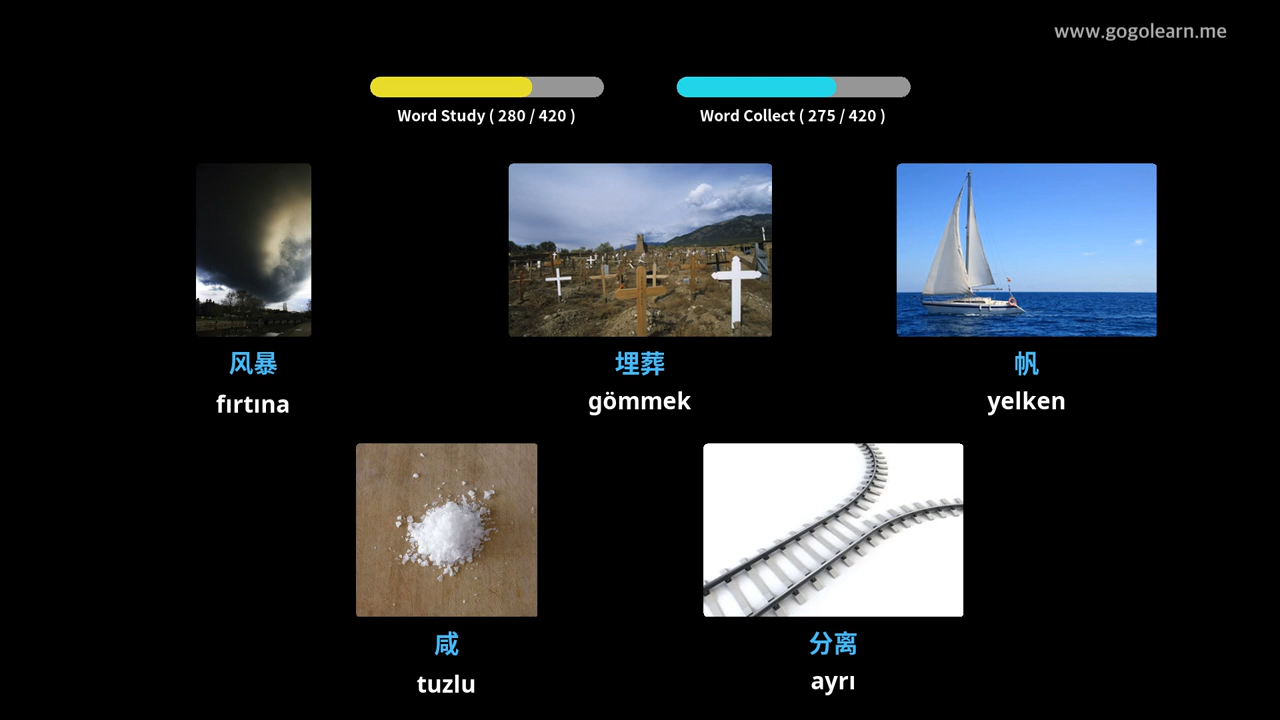 www.gogolearn.me
Word Study ( 280 / 420 )
Word Collect ( 275 / 420 )
风暴
fırtına
埋葬
gömmek
帆
yelken
咸
tuzlu
分离
ayrı